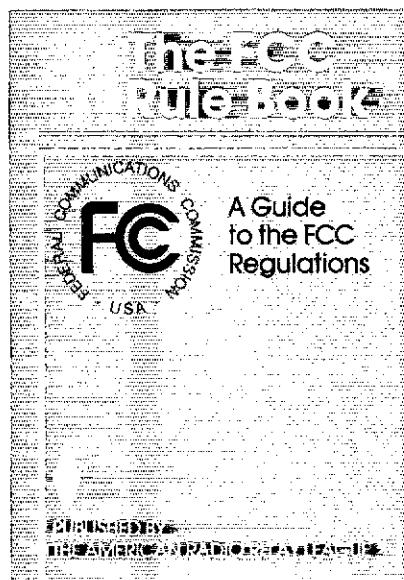 The FCC
Rule Book
FEDERAL COMMUNICATIONS COMMISSION
FCC
USA
A Guide
to the FCC
Regulations
PUBLISHED BY
THE AMERICAN RADIO RELAY LEAGUE